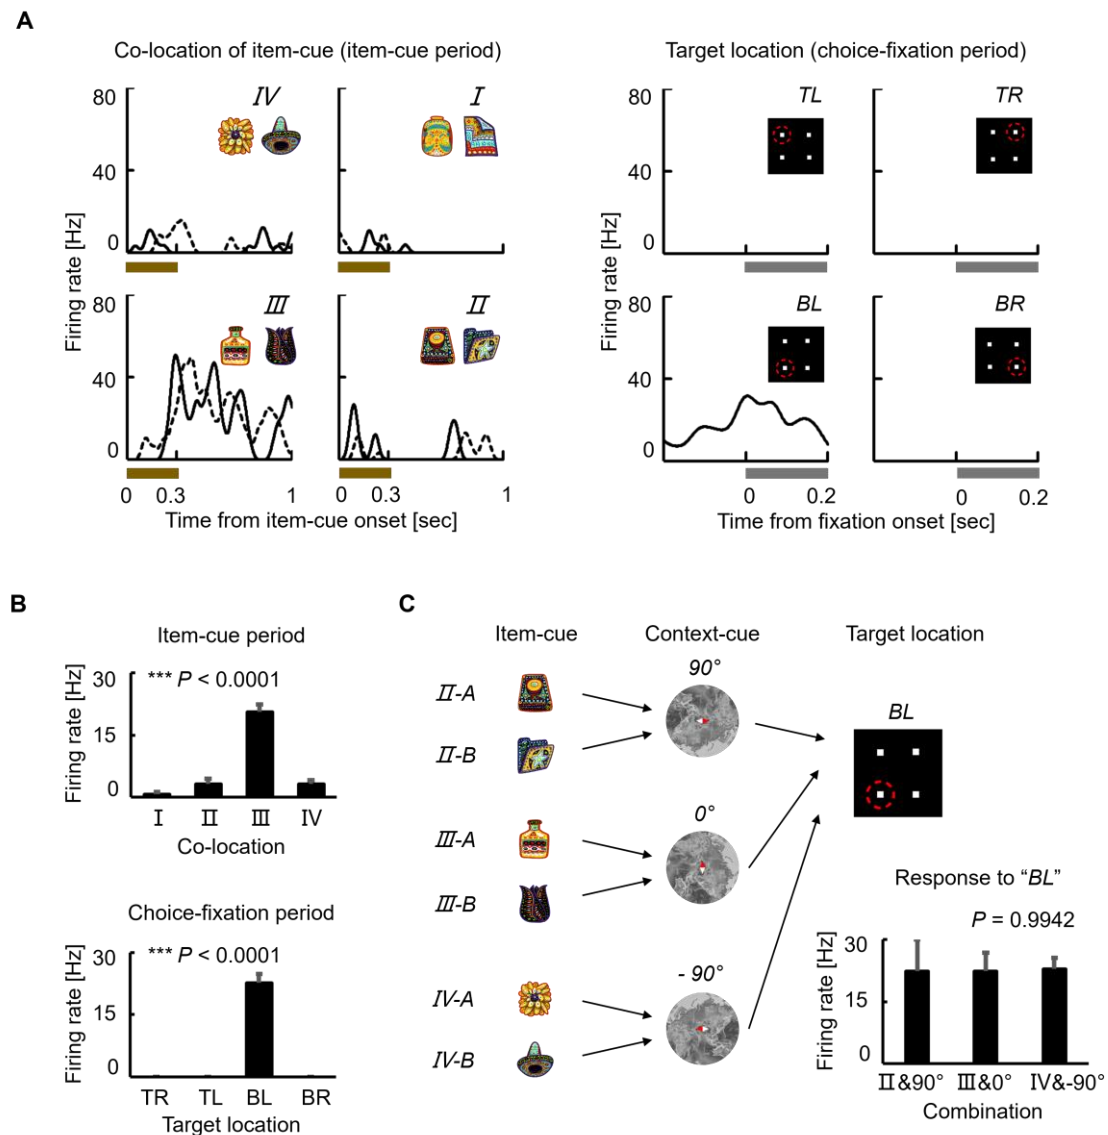 A
Co-location of item-cue (item-cue period)
Target location (choice-fixation period)
80
40
0
IV
I
80
40
0
TL
TR
Firing rate [Hz]
Firing rate [Hz]
80
40
0
III
II
80
40
0
BL
BR
0 0.3 1
0 0.3 1
0 0.2
0 0.2
Time from item-cue onset [sec]
Time from fixation onset [sec]
B
Item-cue period
Firing rate [Hz]
30
15
0
*** P < 0.0001
I II III IV
Co-location
Choice-fixation period
Firing rate [Hz]
30
15
0
*** P < 0.0001
TR TL BL BR
Target location
C
Item-cue
Context-cue
Target location
II-A
II-B
90°
BL
III-A
III-B
0°
IV-A
IV-B
- 90°
Response to “BL”
P = 0.9942
Firing rate [Hz]
30
15
0
II&90° III&0° IV&-90°
Combination